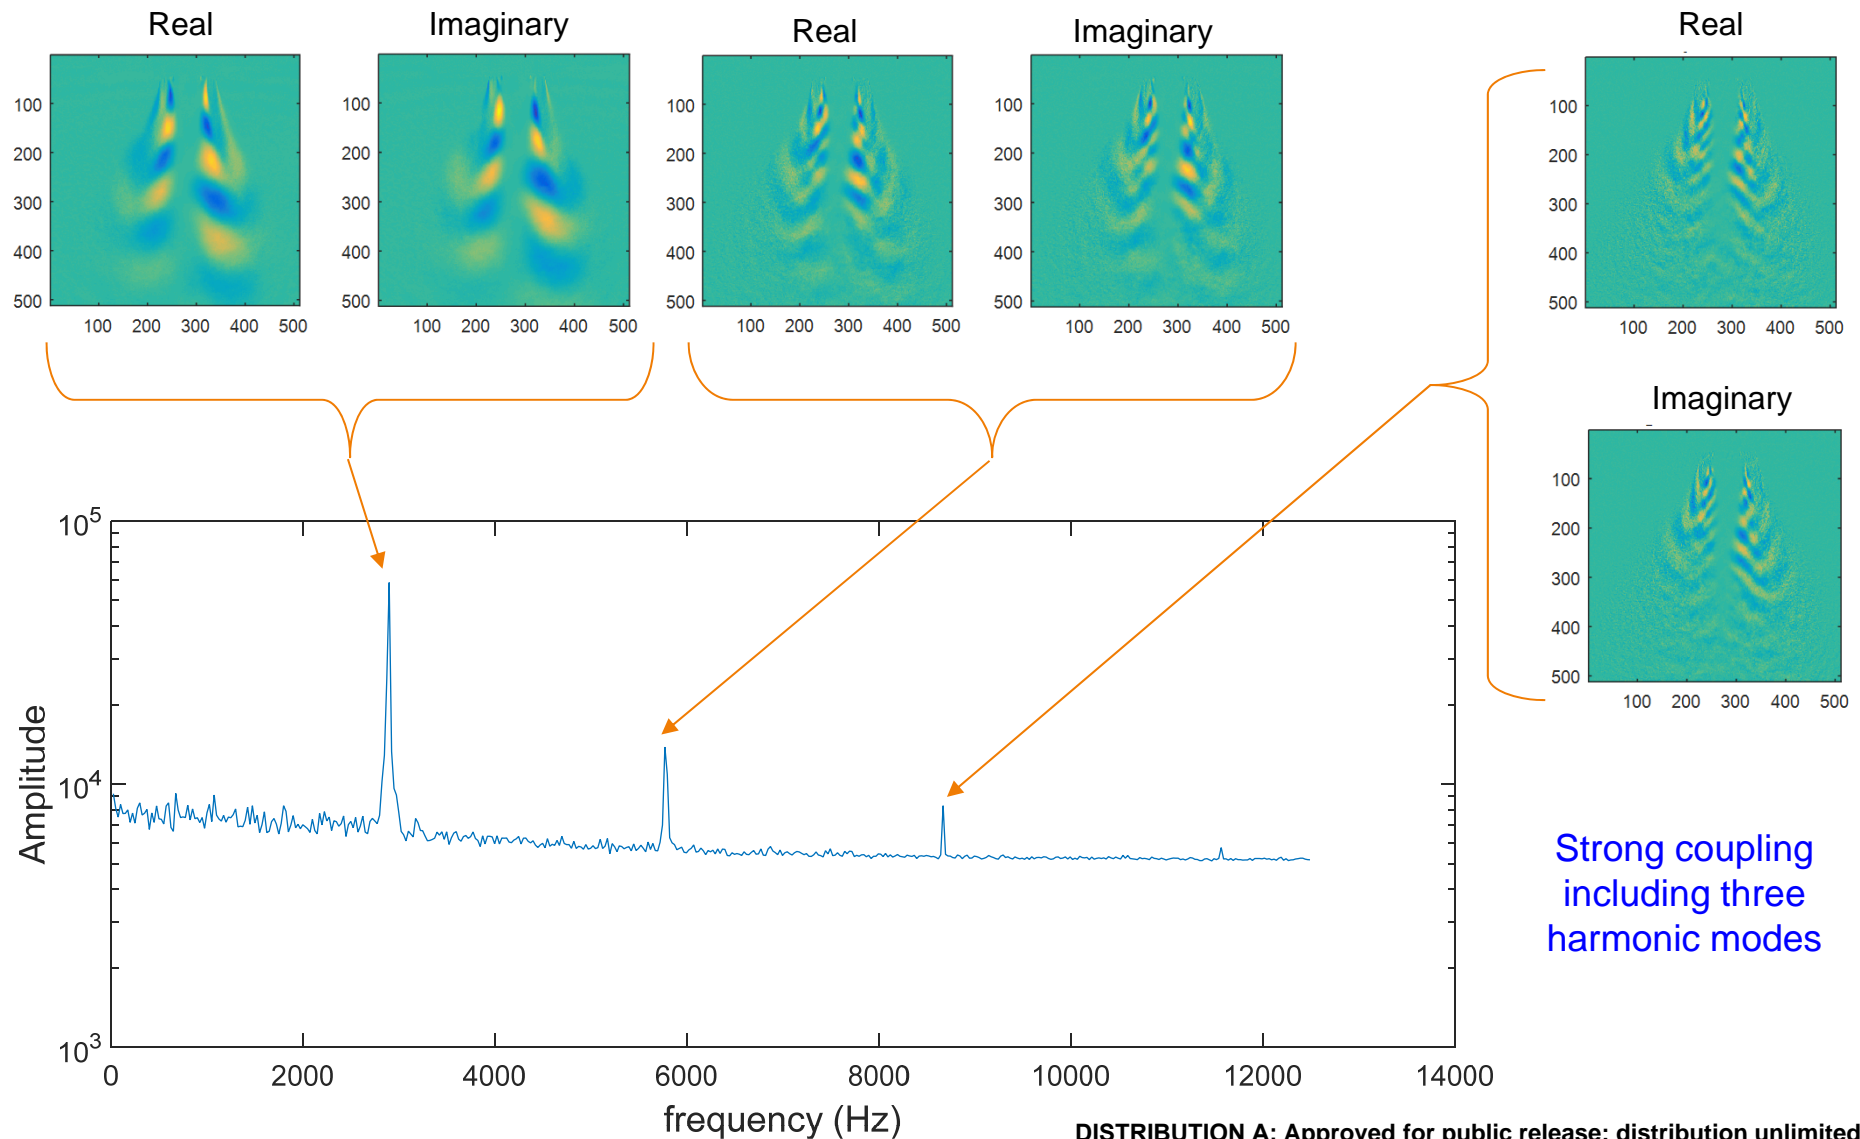 Real
Imaginary
Real
Imaginary
Real
100
200
300
400
500
100 200 300 400 500
100
200
300
400
500
100 200 300 400 500
100
200
300
400
500
100 200 300 400 500
100
200
300
400
500
100 200 300 400 500
100
200
300
400
500
100 200 300 400 500
Imaginary
100
200
300
400
500
100 200 300 400 500
10^5
10^4
10^3
Amplitude
0 2000 4000 6000 8000 10000 12000 14000
frequency (Hz)
Strong coupling
including three
harmonic modes
DISTRIBUTION A: Approved for public release: distribution unlimited